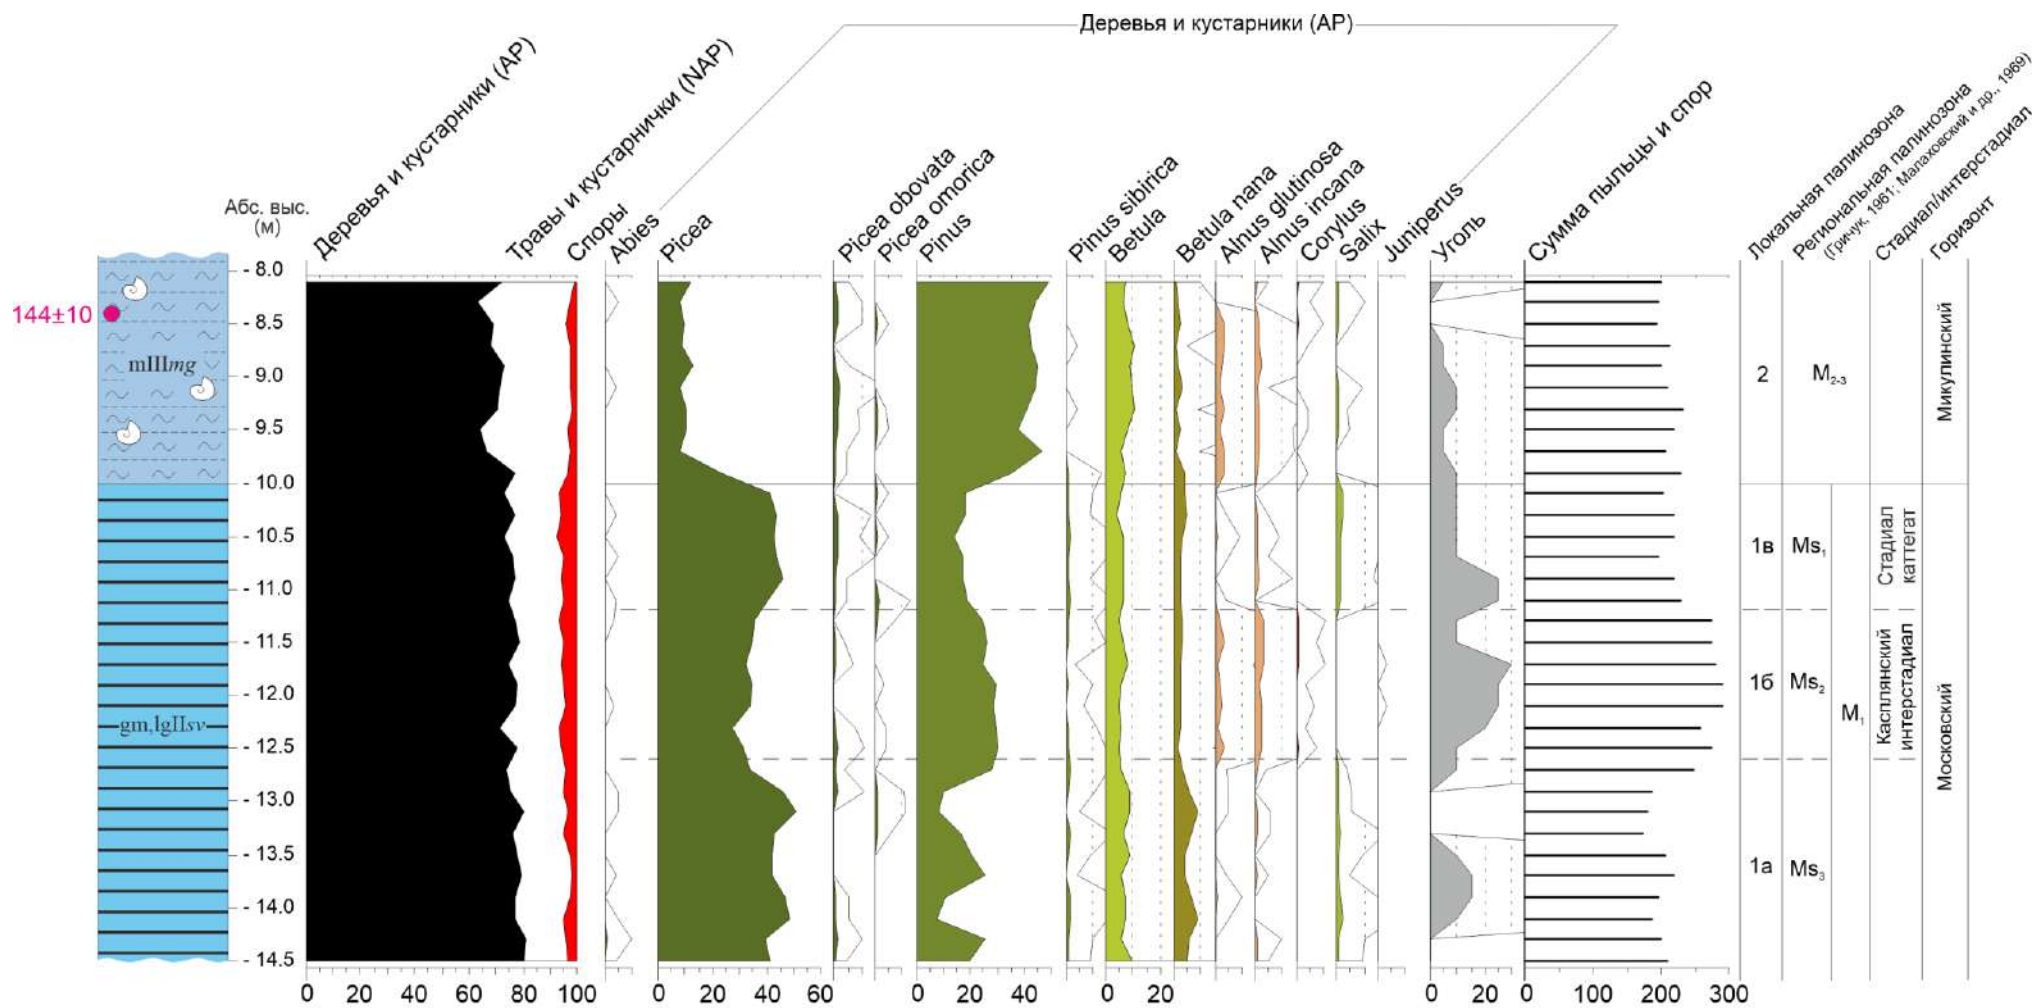 Деревья и кустарники (AP)
Деревья и кустарники (AP)
Травы и кустарнички (NAP)
Споры
Abies
Picea
Picea obovata
Picea omorica
Pinus
Pinus sibirica
Betula
Betula nana
Alnus glutinosa
Alnus incana
Corylus
Salix
Juniperus
Уголь
Сумма пыльцы и спор
Локальная палинозона
Региональная палинозона
(Гричук, 1961; Малаховский и др., 1969)
Стадиал/интерстадиал
Горизонт
Абс. выс.
(м)
- 8.0
- 8.5
- 9.0
- 9.5
- 10.0
- 10.5
- 11.0
- 11.5
- 12.0
- 12.5
- 13.0
- 13.5
- 14.0
- 14.5
144±10
mIIImg
gm,lgIIsv
2
M2-3
Микулинский
1в
Ms1
Стадиал
каттегат
1б
Ms2
M1
Касплянский
интерстадиал
Московский
1а
Ms3
0 20 40 60 80 100 0 20 40 60 0 20 40 0 20 0 20 0 100 200 300